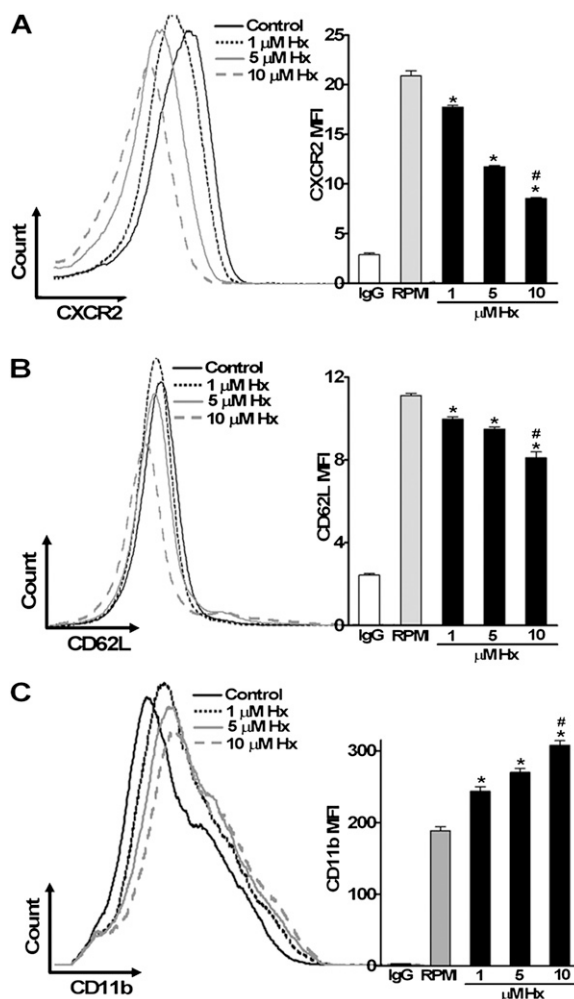 A
Control
1 μM Hx
5 μM Hx
10 μM Hx
Count
CXCR2
CXCR2 MFI
25
20
15
10
5
0
*
*
#
*
IgG RPMI 1 5 10
μM Hx
B
Control
1 μM Hx
5 μM Hx
10 μM Hx
Count
CD62L
CD62L MFI
12
8
4
0
*
*
#
*
IgG RPMI 1 5 10
μM Hx
C
Control
1 μM Hx
5 μM Hx
10 μM Hx
Count
CD11b
CD11b MFI
300
200
100
0
*
*
#
*
IgG RPMI 1 5 10
μM Hx